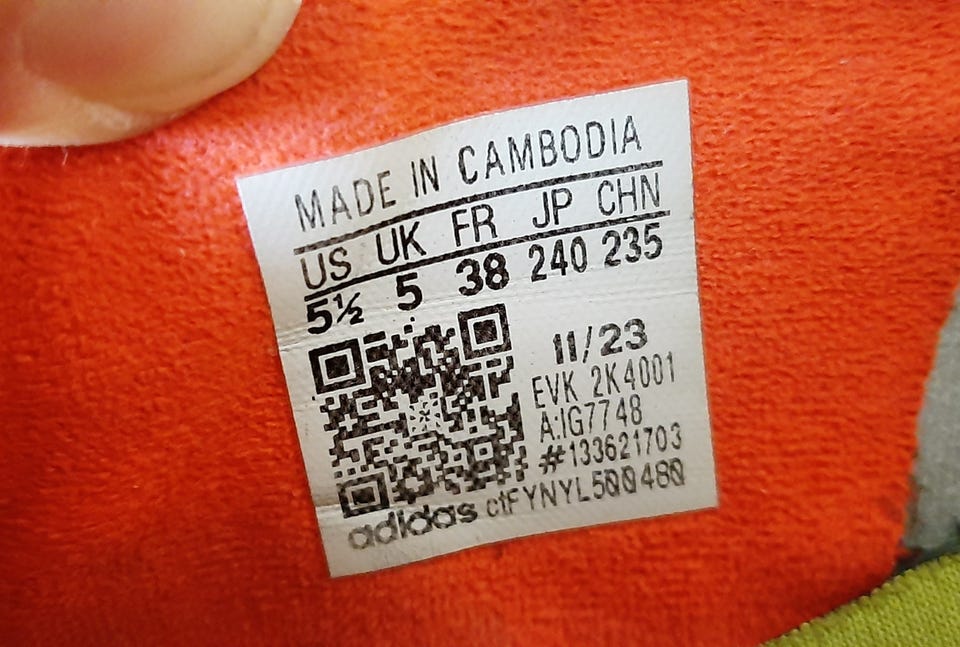 MADE IN CAMBODIA
US UK FR JP CHN
5½ 5 38 240 235
11/23
EVK 2K4001
A:IG7748
#133621703
adidas ctFYNYL500480